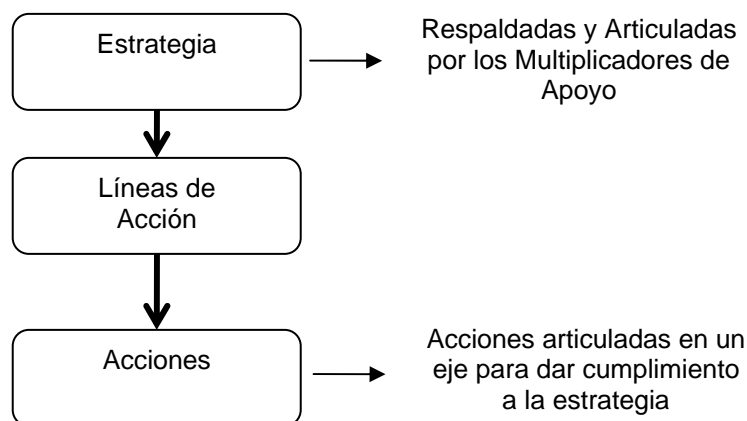 Estrategia
Respaldadas y Articuladas
por los Multiplicadores de
Apoyo
Líneas de
Acción
Acciones
Acciones articuladas en un
eje para dar cumplimiento
a la estrategia